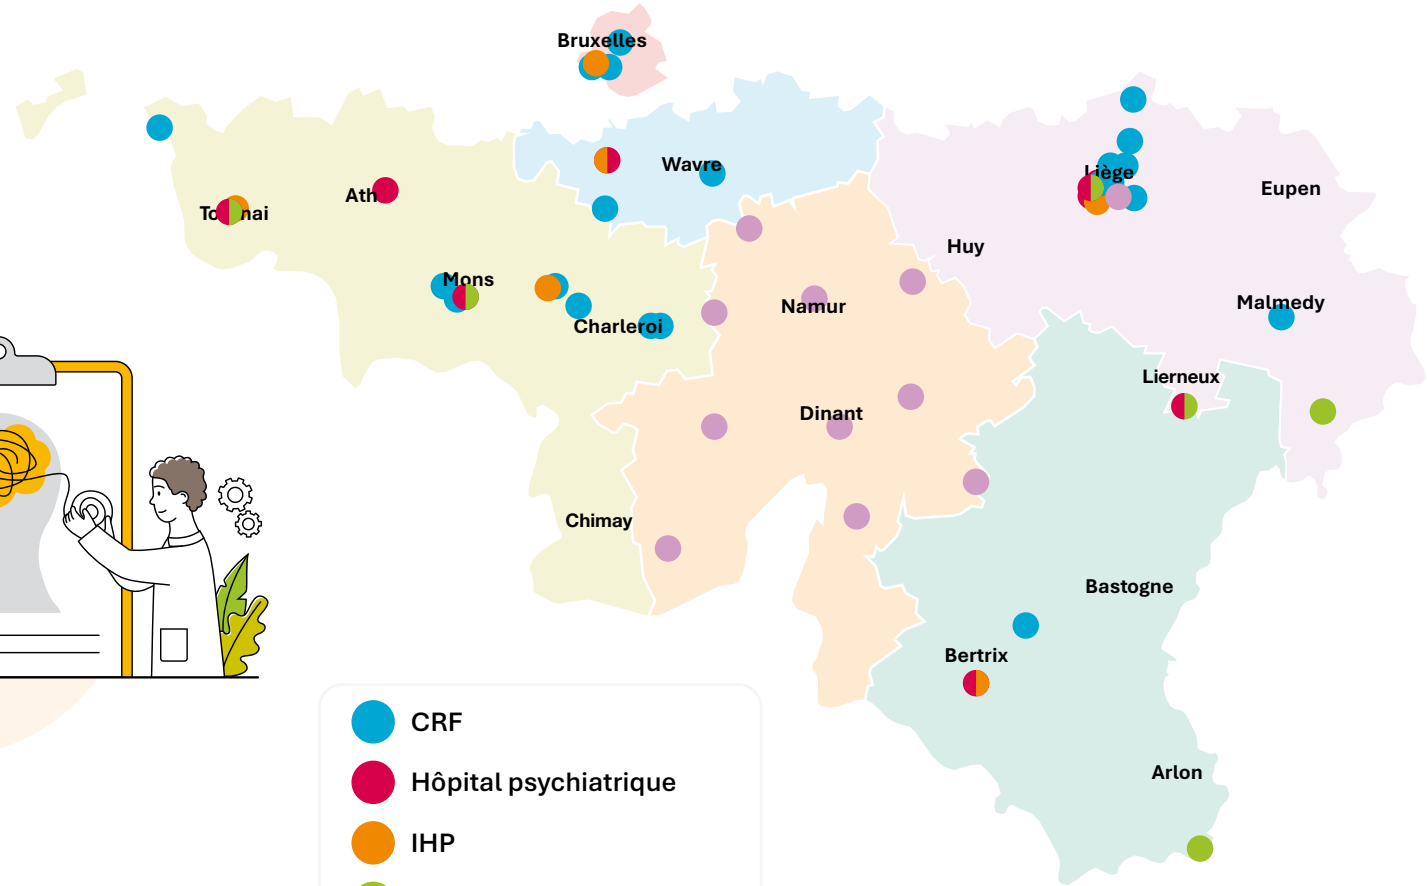 Bruxelles
Wavre
Liège
Eupen
Ath
Tournai
Huy
Mons
Namur
Malmedy
Charleroi
Lierneux
Dinant
Chimay
Bastogne
Bertrix
Arlon
CRF
Hôpital psychiatrique
IHP